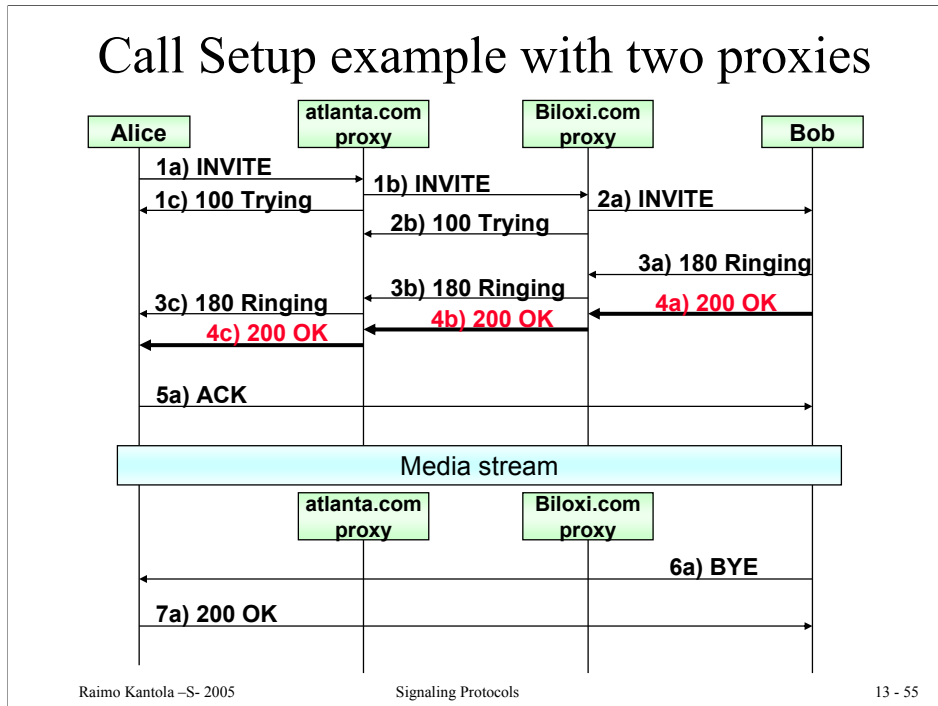 Call Setup example with two proxies
Alice
atlanta.com
proxy
Biloxi.com
proxy
Bob
1a) INVITE
1b) INVITE
1c) 100 Trying
2a) INVITE
2b) 100 Trying
3a) 180 Ringing
3b) 180 Ringing
3c) 180 Ringing
4a) 200 OK
4b) 200 OK
4c) 200 OK
5a) ACK
Media stream
atlanta.com
proxy
Biloxi.com
proxy
6a) BYE
7a) 200 OK
Raimo Kantola –S- 2005
Signaling Protocols
13 - 55